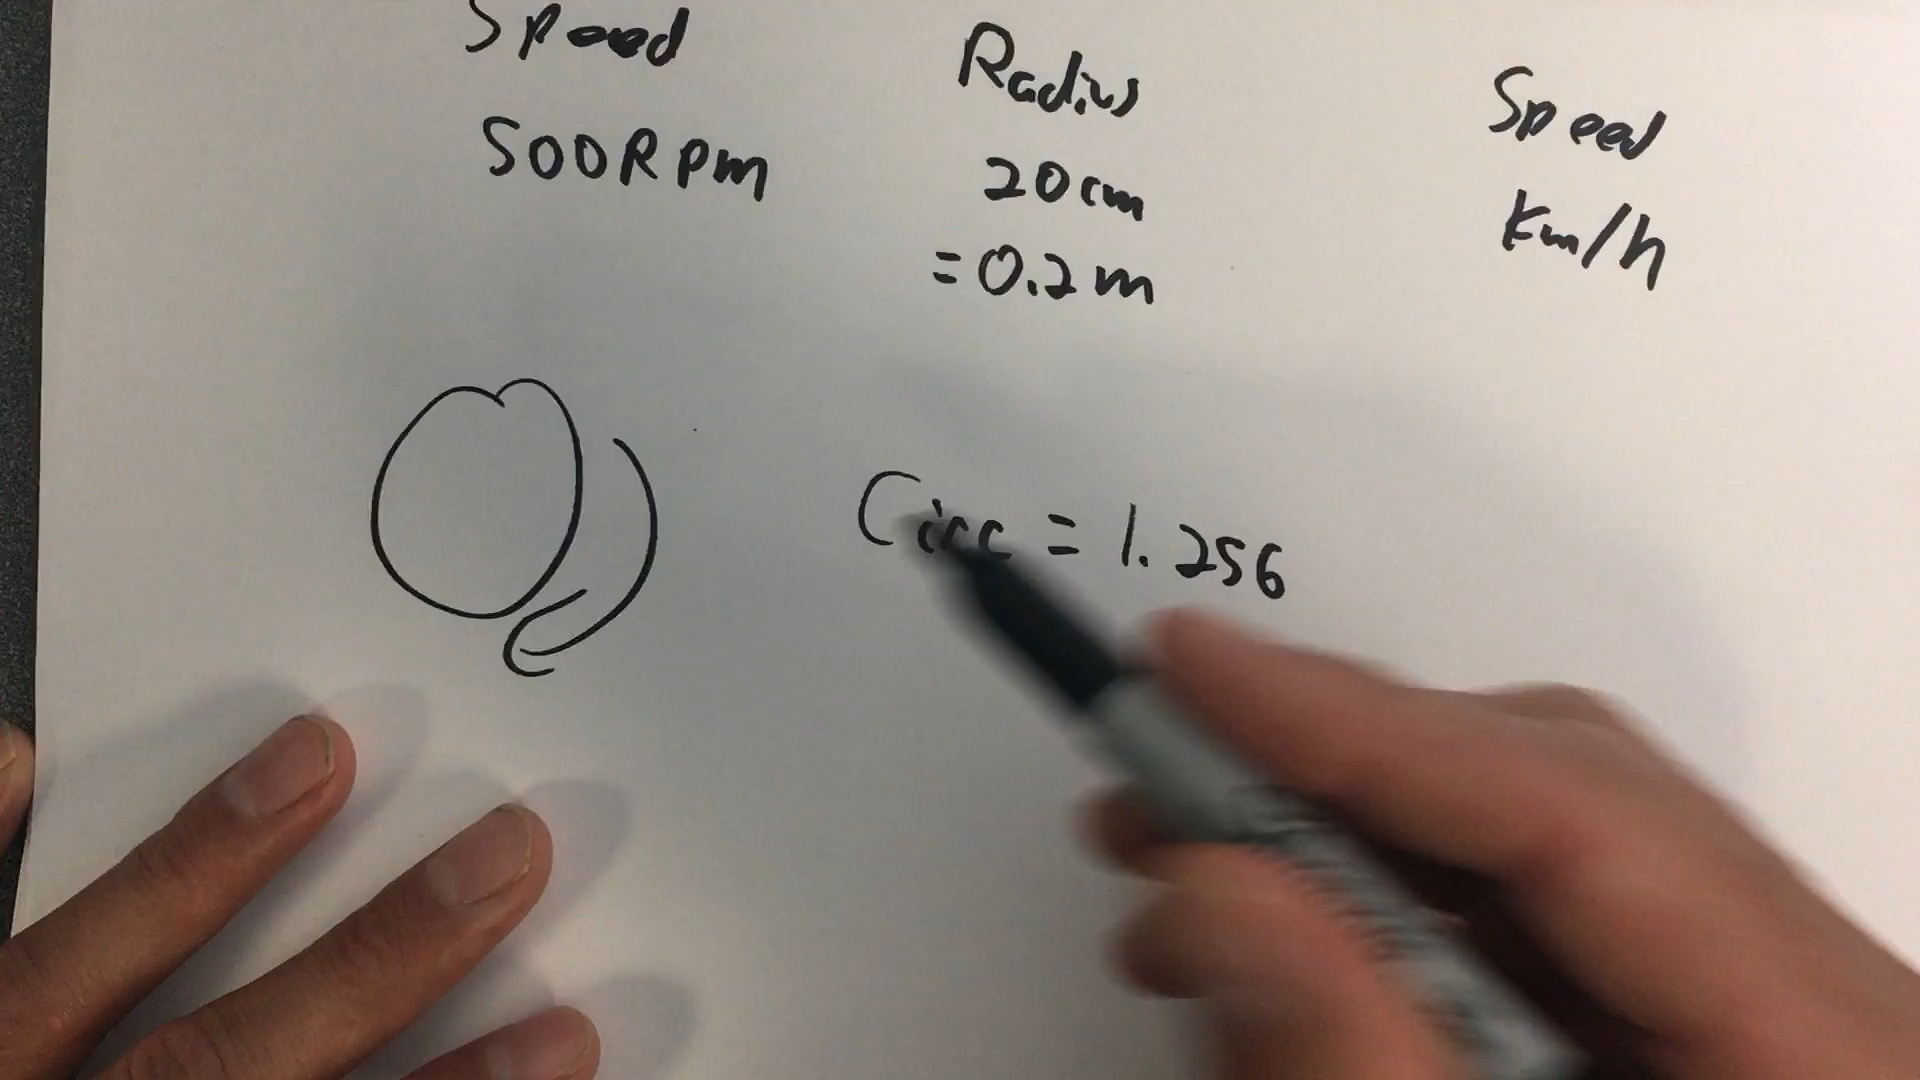 Speed
500RPM
Radius
20cm
=0.2m
Speed
Km/h
Circ = 1.256